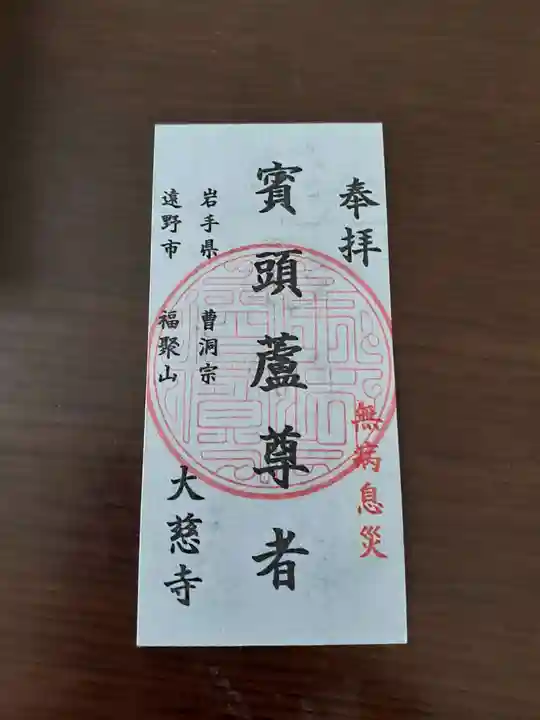 奉拝
無病息災
賓頭蘆尊者
岩手県 曹洞宗
遠野市 福聚山
大慈寺